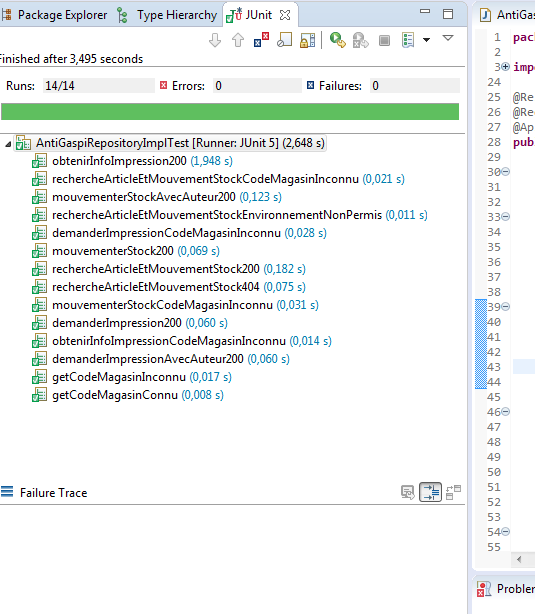 Package Explorer
Type Hierarchy
JUnit
AntiGas
Finished after 3,495 seconds
Runs: 14/14
Errors: 0
Failures: 0
AntiGaspiRepositoryImplTest [Runner: JUnit 5] (2,648 s)
obtenirInfoImpression200 (1,948 s)
rechercheArticleEtMouvementStockCodeMagasinInconnu (0,021 s)
mouvementerStockAvecAuteur200 (0,123 s)
rechercheArticleEtMouvementStockEnvironnementNonPermis (0,011 s)
demanderImpressionCodeMagasinInconnu (0,028 s)
mouvementerStock200 (0,069 s)
rechercheArticleEtMouvementStock200 (0,182 s)
rechercheArticleEtMouvementStock404 (0,075 s)
mouvementerStockCodeMagasinInconnu (0,031 s)
demanderImpression200 (0,060 s)
obtenirInfoImpressionCodeMagasinInconnu (0,014 s)
demanderImpressionAvecAuteur200 (0,060 s)
getCodeMagasinInconnu (0,017 s)
getCodeMagasinConnu (0,008 s)
Failure Trace
1 pac
2
3 impo
24
25 @Re
26 @Re
27 @Ap
28 pub
29
30
31
32
33
34
35
36
37
38
39
40
41
42
43
44
45
46
47
48
49
50
51
52
53
54
55
Probler